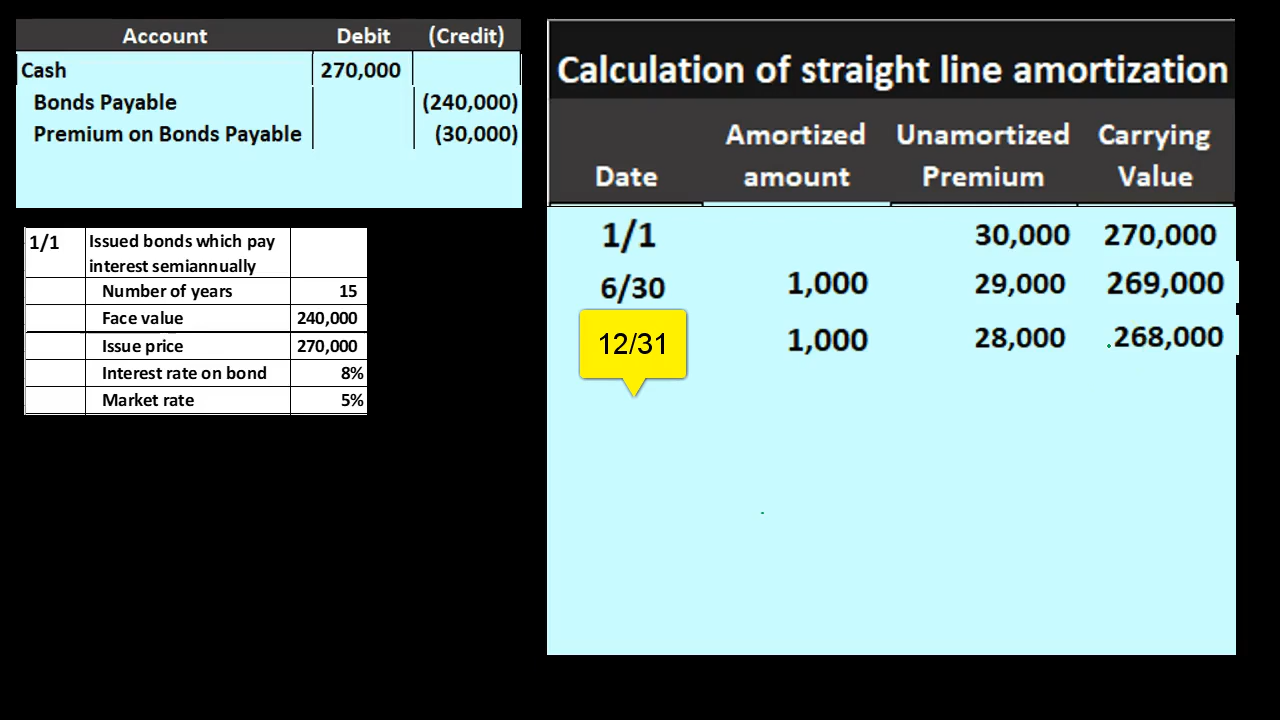 Account Debit (Credit)
Cash 270,000
Bonds Payable (240,000)
Premium on Bonds Payable (30,000)
1/1 Issued bonds which pay
interest semiannually
Number of years 15
Face value 240,000
Issue price 270,000
Interest rate on bond 8%
Market rate 5%
Calculation of straight line amortization
Amortized Unamortized Carrying
Date amount Premium Value
1/1 30,000 270,000
6/30 1,000 29,000 269,000
12/31 1,000 28,000 268,000